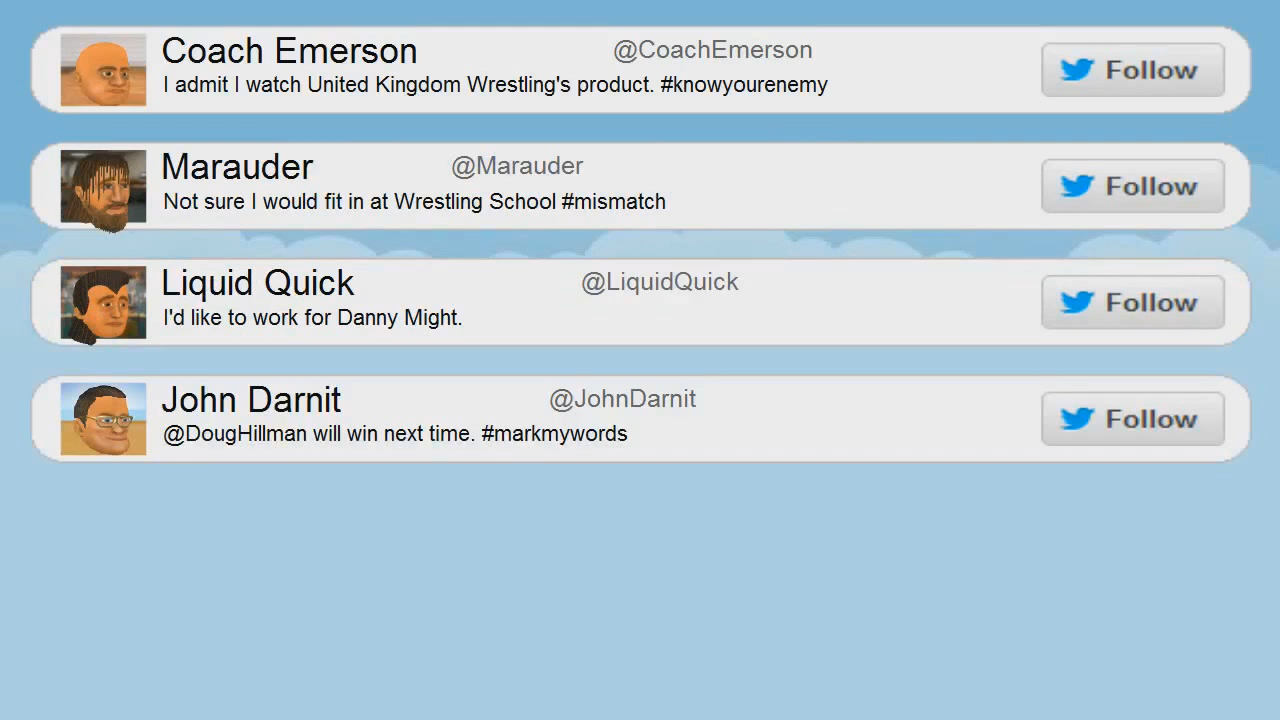 Coach Emerson @CoachEmerson Follow
I admit I watch United Kingdom Wrestling's product. #knowyourenemy
Marauder @Marauder Follow
Not sure I would fit in at Wrestling School #mismatch
Liquid Quick @LiquidQuick Follow
I'd like to work for Danny Might.
John Darnit @JohnDarnit Follow
@DougHillman will win next time. #markmywords